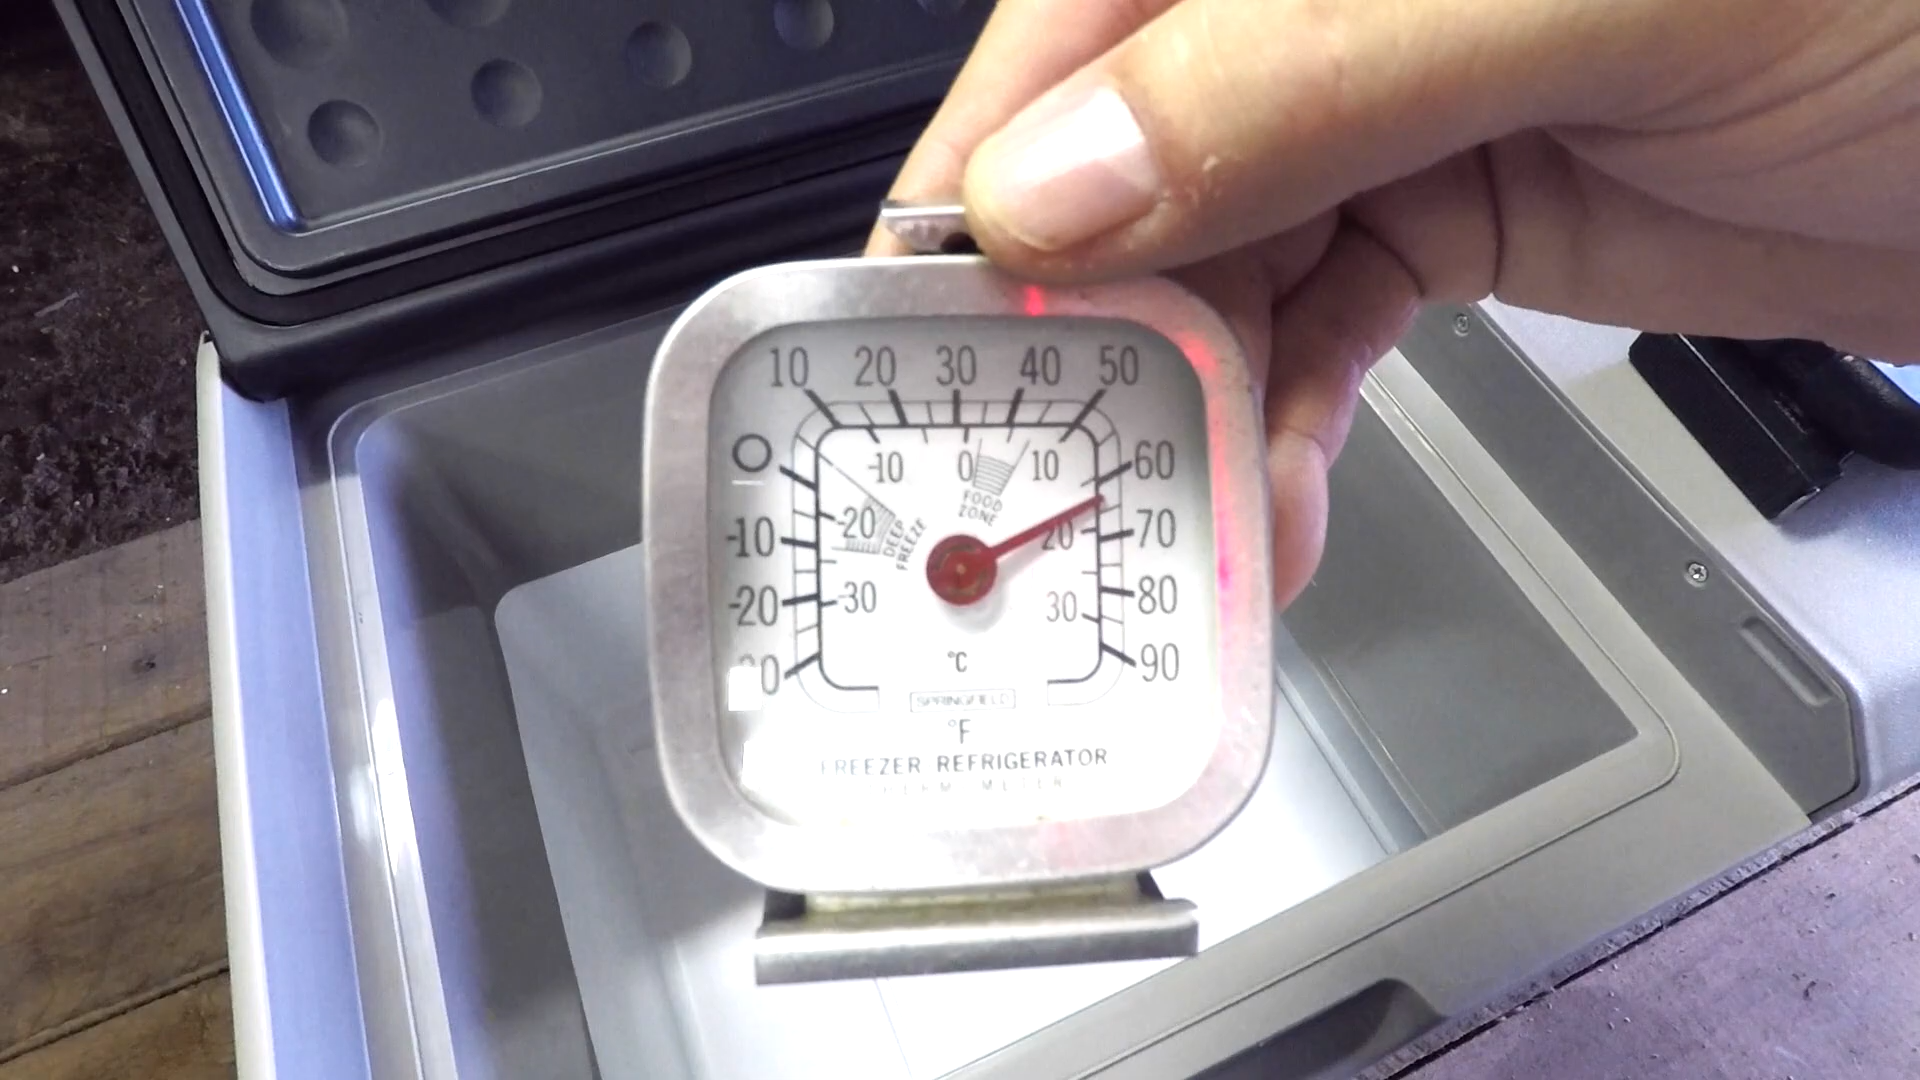 10 20 30 40 50
0 60
-10 0 10
FOOD
ZONE
-20 20
DEEP
FREEZE
-10 70
-30 30
-20 80
90
°C
SPRINGFIELD
°F
FREEZER REFRIGERATOR